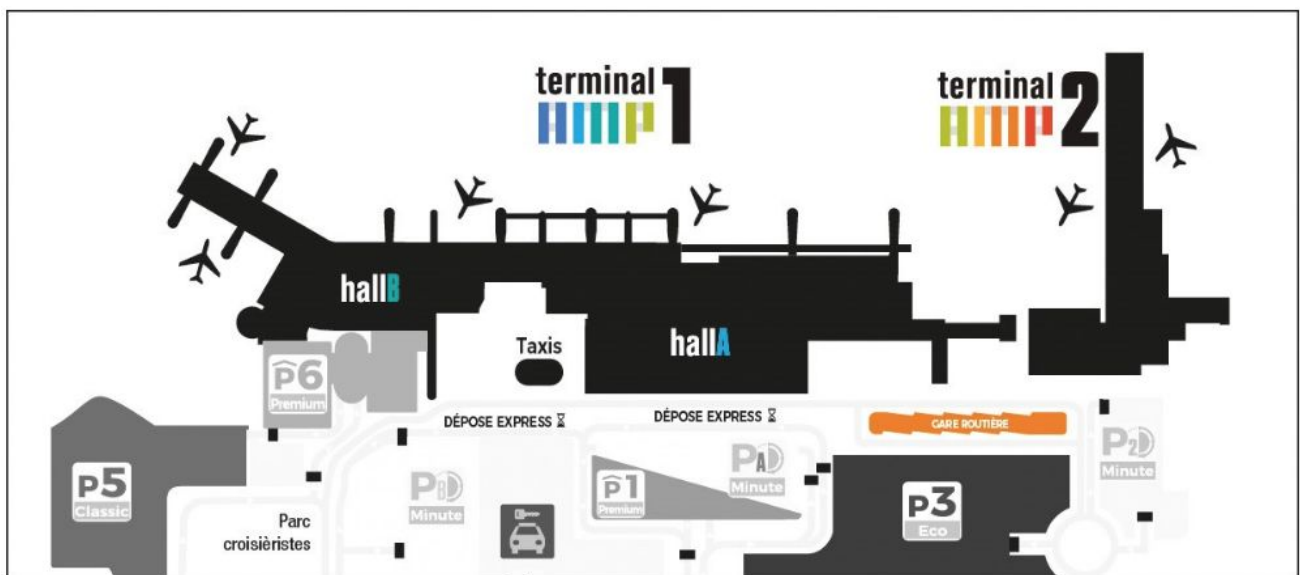 terminal 1
amp
terminal 2
amp
hallB
hallA
Taxis
P6
Premium
DÉPOSE EXPRESS
DÉPOSE EXPRESS
GARE ROUTIÈRE
P5
Classic
PB
Minute
P1
Premium
PA
Minute
P3
Eco
P2
Minute
Parc
croisièristes